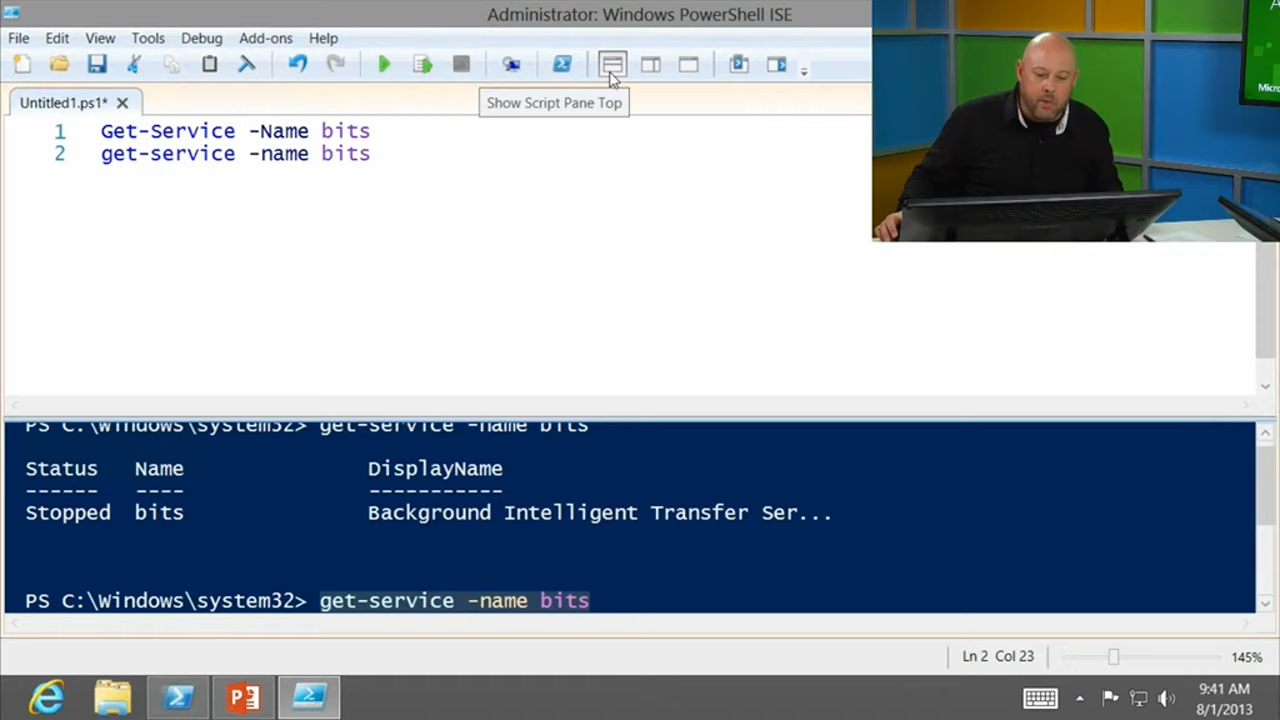 Administrator: Windows PowerShell ISE
File Edit View Tools Debug Add-ons Help
Untitled1.ps1*
Show Script Pane Top
1 Get-Service -Name bits
2 get-service -name bits
PS C:\Windows\system32> get-service -name bits
Status Name DisplayName
------ ---- -----------
Stopped bits Background Intelligent Transfer Ser...
PS C:\Windows\system32> get-service -name bits
Ln 2 Col 23 145%
9:41 AM
8/1/2013